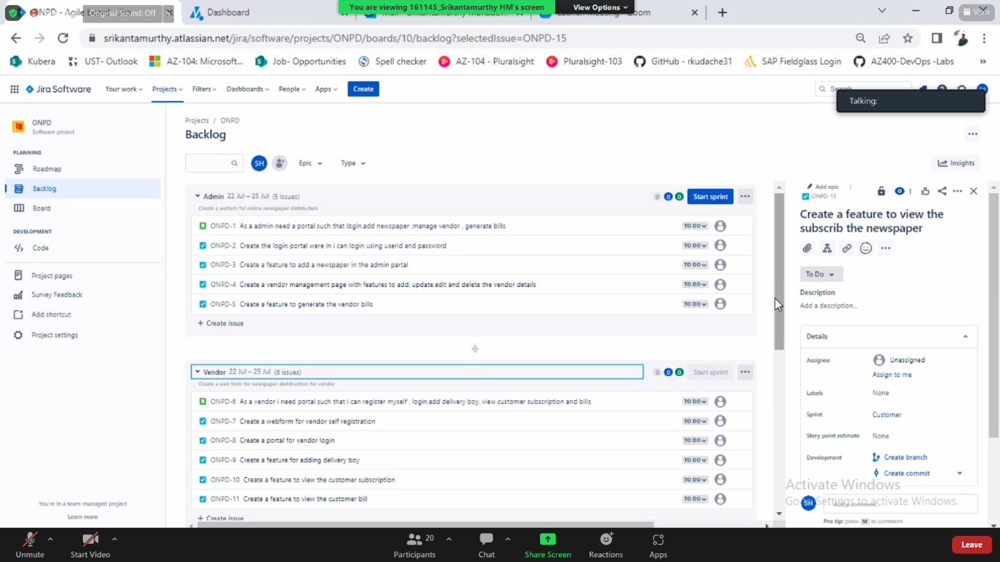 ONPD - Agile boa
Original Sound: Off
Dashboard
You are viewing 161145_Srikantamurthy HM's screen
View Options
Zoom
View
srikantamurthy.atlassian.net/jira/software/projects/ONPD/boards/10/backlog?selectedIssue=ONPD-15
Kubera
UST- Outlook
AZ-104: Microsoft...
Job- Opportunities
Spell checker
AZ-104 - Pluralsight
Pluralsight-103
GitHub - rkudache31
SAP Fieldglass Login
AZ400-DevOps -Labs
Jira Software
Your work
Projects
Filters
Dashboards
People
Apps
Create
Search
Talking:
ONPD
Software project
PLANNING
Roadmap
Backlog
Board
DEVELOPMENT
Code
Project pages
Survey Feedback
Add shortcut
Project settings
You're in a team-managed project
Learn more
Projects / ONPD
Backlog
SH
Epic
Type
Insights
Admin 22 Jul – 25 Jul (5 issues)
0 0 0
Start sprint
Create a weform for online newspaper distribution
ONPD-1 As a admin need a portal such that login,add newspaper ,manage vendor , generate bills
TO DO
ONPD-2 Create the login portal were in i can login using userid and password
TO DO
ONPD-3 Create a feature to add a newspaper in the admin partal
TO DO
ONPD-4 Create a vendor management page with features to add, update,edit and delete the vendor details
TO DO
ONPD-5 Create a feature to generate the vendor bills
TO DO
+ Create issue
Vendor 22 Jul – 25 Jul (6 issues)
0 0 0
Start sprint
Create a web form for newspaper distribustion for vendor
ONPD-6 As a vendor i need portal such that i can register myself , login,add delivery boy, view customer subscription and bills
TO DO
ONPD-7 Create a webform for vendor self registration
TO DO
ONPD-8 Create a portal for vendor login
TO DO
ONPD-9 Create a feature for adding delivery boy
TO DO
ONPD-10 Create a feature to view the customer subscription
TO DO
ONPD-11 Create a feature to view the customer bill
TO DO
+ Create issue
Add epic /
ONPD-15
1
Create a feature to view the
subscrib the newspaper
To Do
Description
Add a description...
Details
Assignee
Unassigned
Assign to me
Labels
None
Sprint
Customer
Story point estimate
None
Development
Create branch
Create commit
Activate Windows
Go to Settings to activate Windows.
SH
Add a comment...
Pro tip: press M to comment
Unmute
Start Video
Participants
20
Chat
Share Screen
Reactions
Apps
Leave